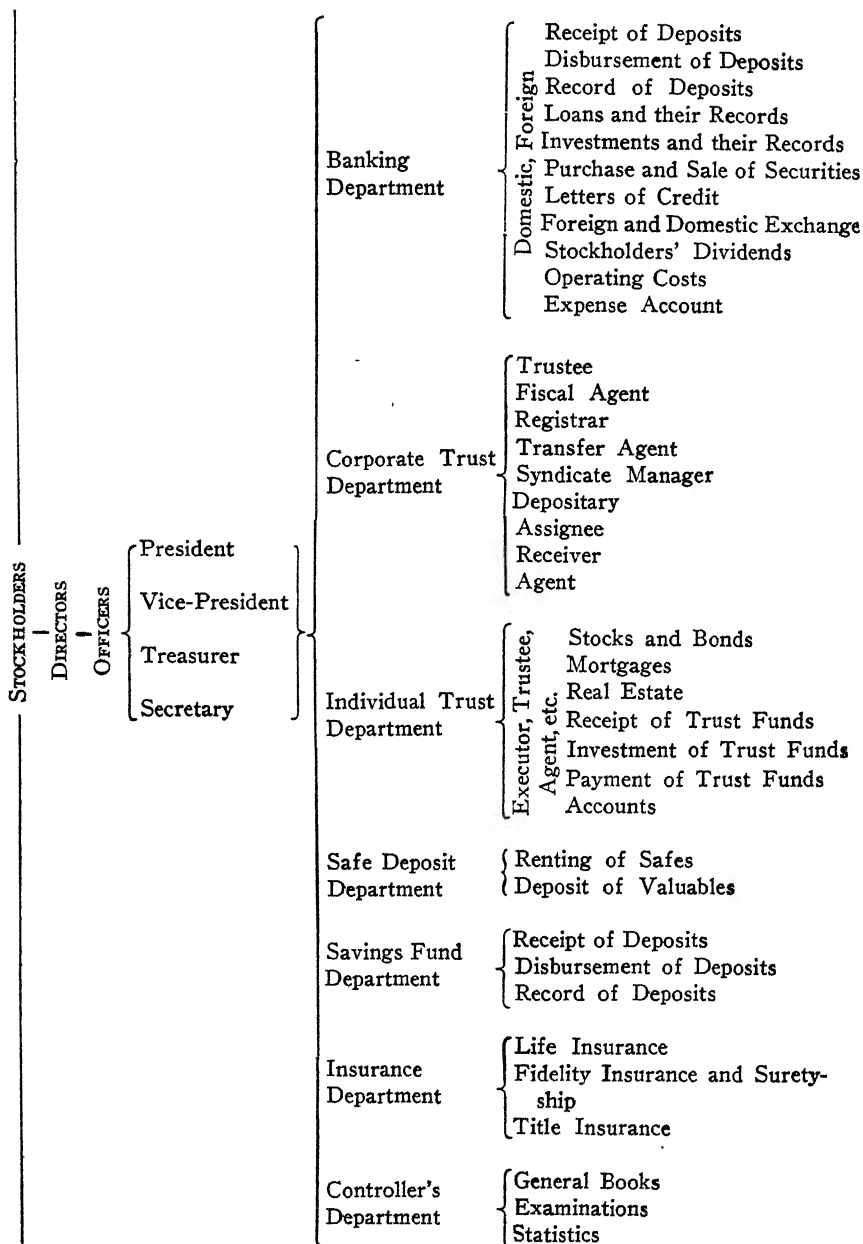 STOCKHOLDERS
DIRECTORS
OFFICERS
President
Vice-President
Treasurer
Secretary
Banking
Department
Domestic, Foreign
Receipt of Deposits
Disbursement of Deposits
Record of Deposits
Loans and their Records
Investments and their Records
Purchase and Sale of Securities
Letters of Credit
Foreign and Domestic Exchange
Stockholders' Dividends
Operating Costs
Expense Account
Corporate Trust
Department
Trustee
Fiscal Agent
Registrar
Transfer Agent
Syndicate Manager
Depositary
Assignee
Receiver
Agent
Individual Trust
Department
Executor, Trustee,
Agent, etc.
Stocks and Bonds
Mortgages
Real Estate
Receipt of Trust Funds
Investment of Trust Funds
Payment of Trust Funds
Accounts
Safe Deposit
Department
Renting of Safes
Deposit of Valuables
Savings Fund
Department
Receipt of Deposits
Disbursement of Deposits
Record of Deposits
Insurance
Department
Life Insurance
Fidelity Insurance and Surety-
ship
Title Insurance
Controller's
Department
General Books
Examinations
Statistics